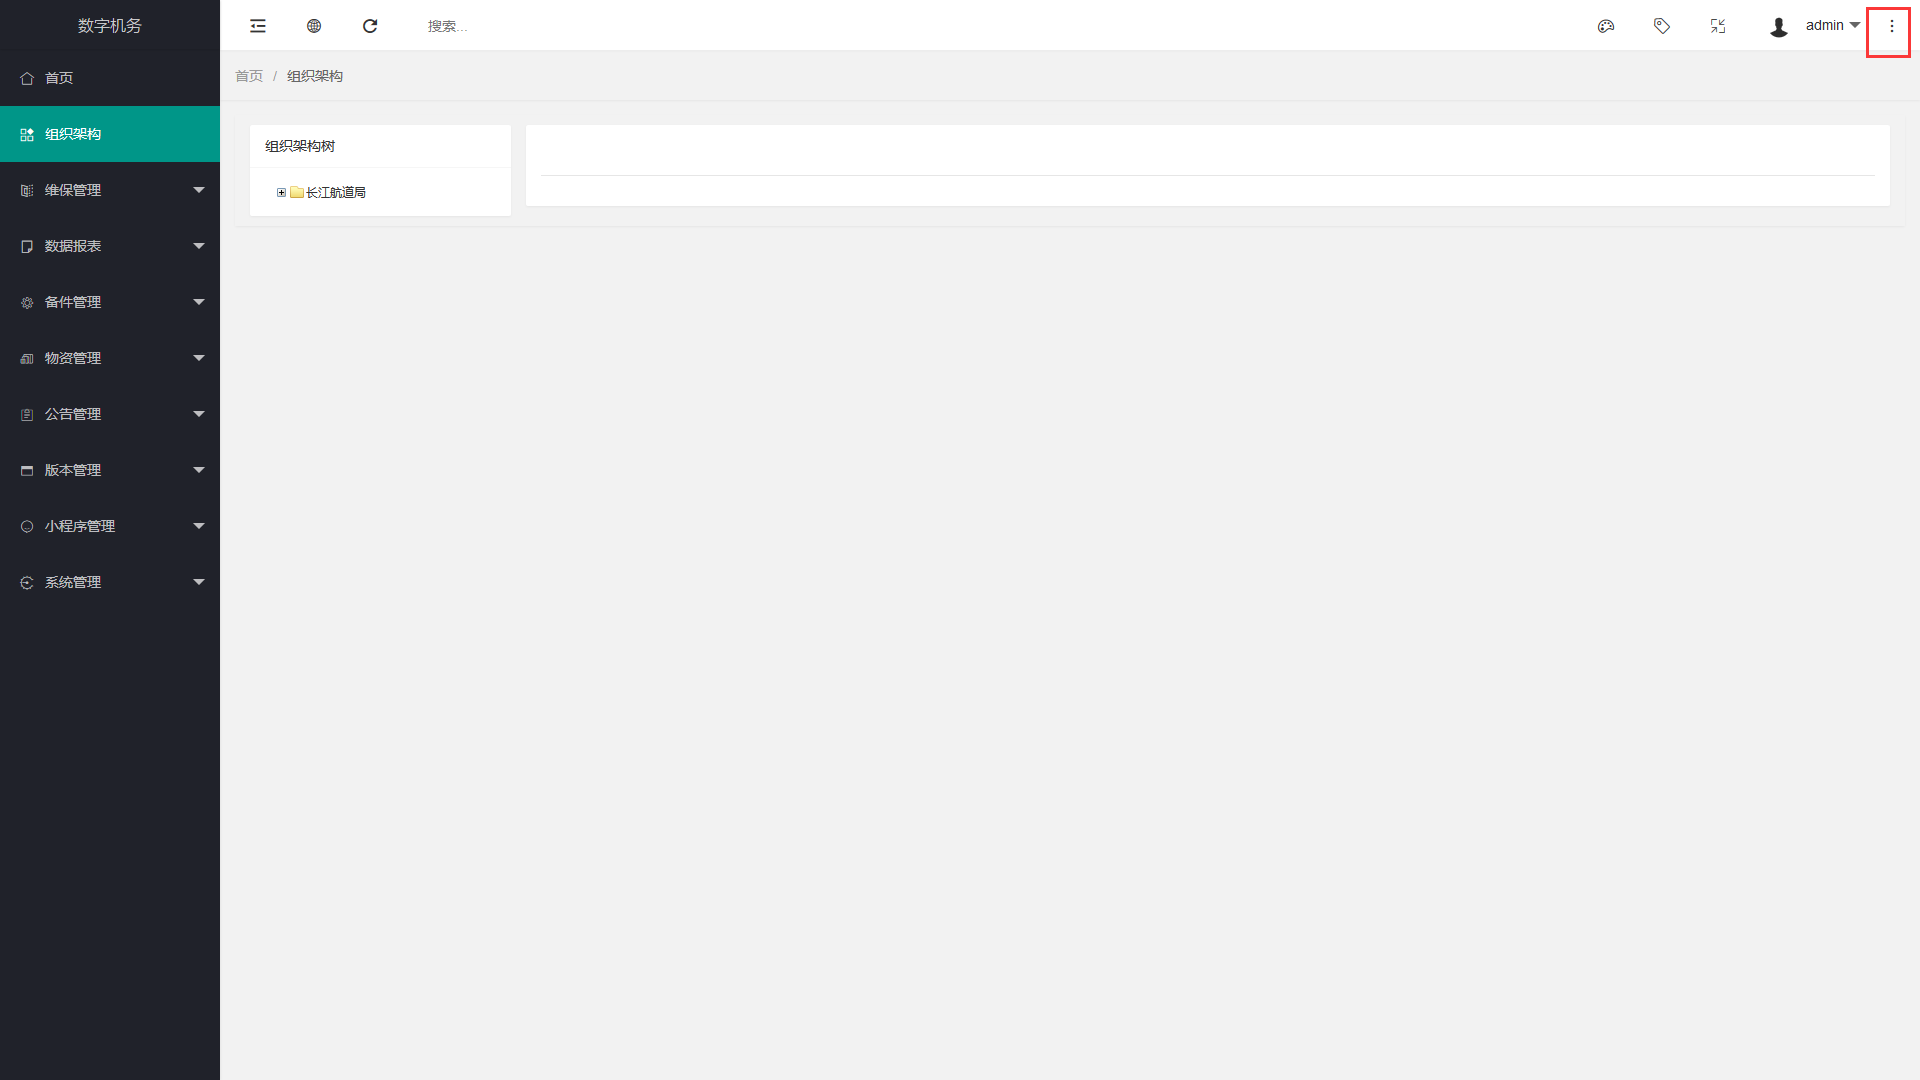 数字机务
搜索...
admin
首页
组织架构
维保管理
数据报表
备件管理
物资管理
公告管理
版本管理
小程序管理
系统管理
首页 / 组织架构
组织架构树
长江航道局